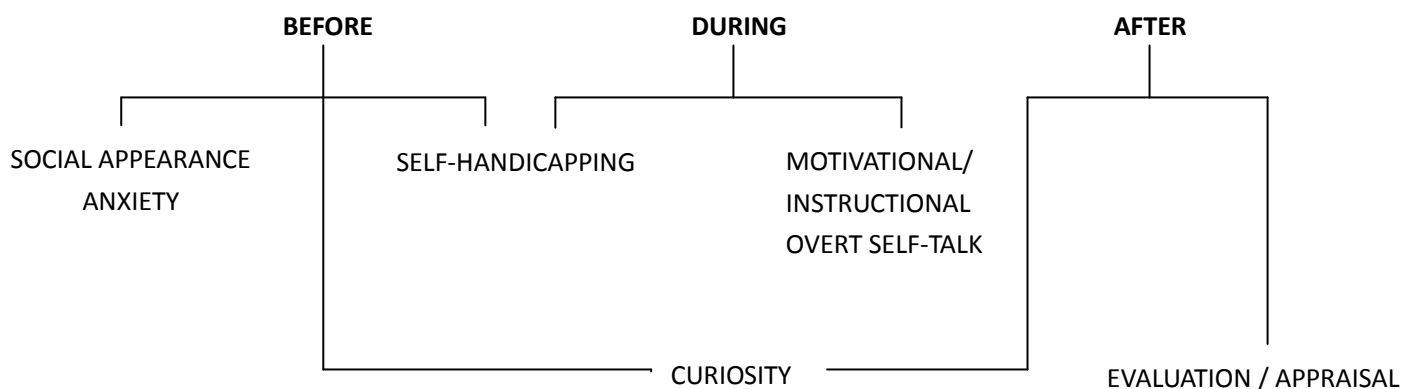 BEFORE
DURING
AFTER
SOCIAL APPEARANCE
ANXIETY
SELF-HANDICAPPING
MOTIVATIONAL/
INSTRUCTIONAL
OVERT SELF-TALK
CURIOSITY
EVALUATION / APPRAISAL